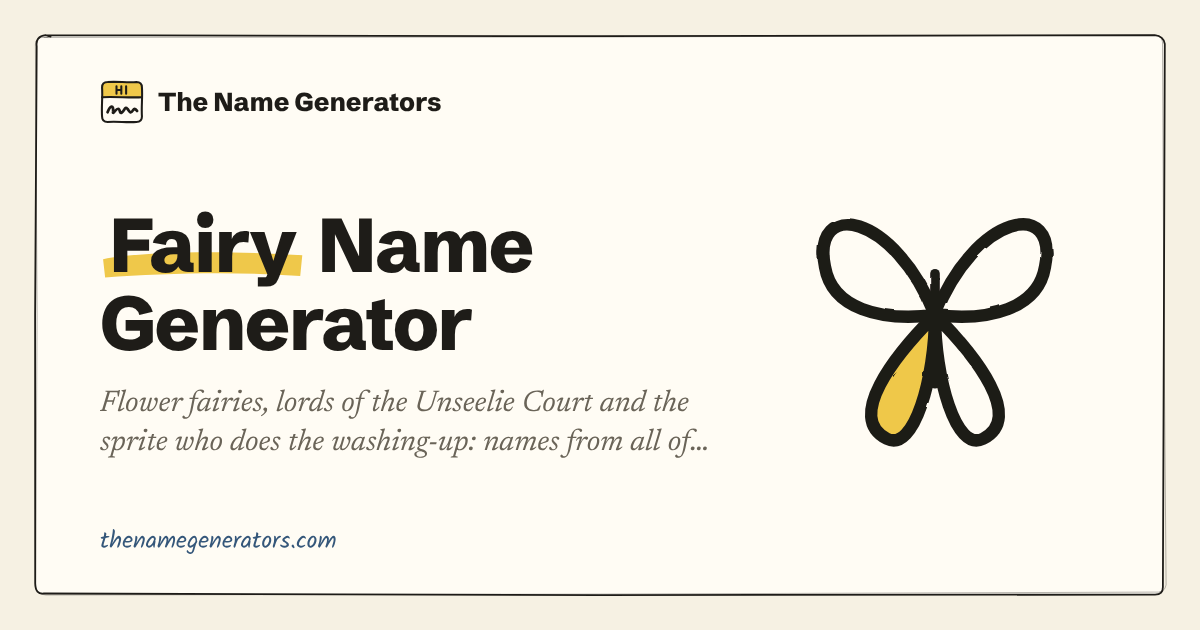 HI
The Name Generators
Fairy Name
Generator
Flower fairies, lords of the Unseelie Court and the
sprite who does the washing-up: names from all of...
thenamegenerators.com